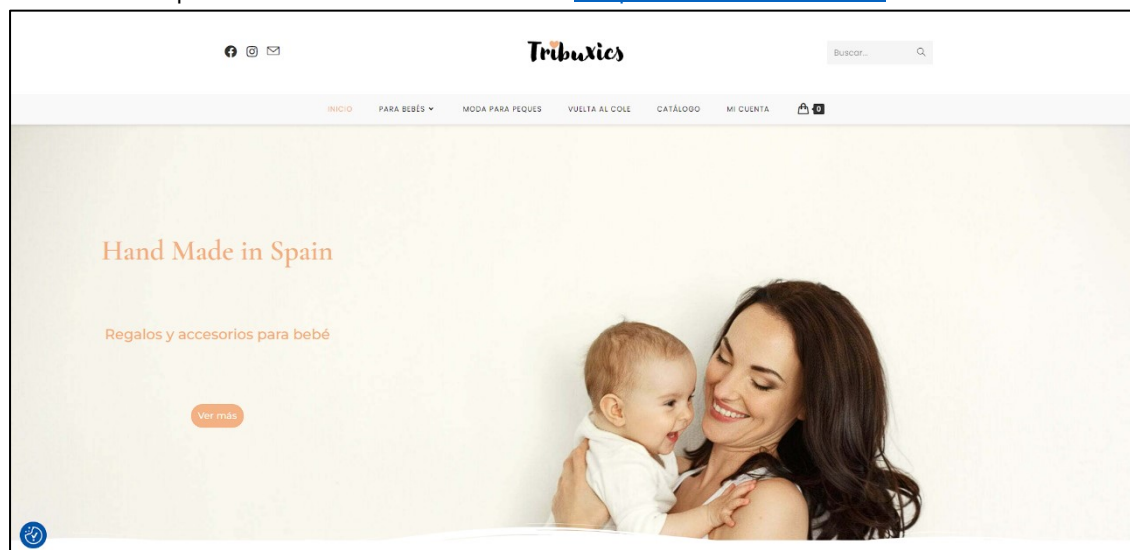 Tribuxics
Buscar...
INICIO PARA BEBÉS MODA PARA PEQUES VUELTA AL COLE CATÁLOGO MI CUENTA 0
Hand Made in Spain
Regalos y accesorios para bebé
Ver más